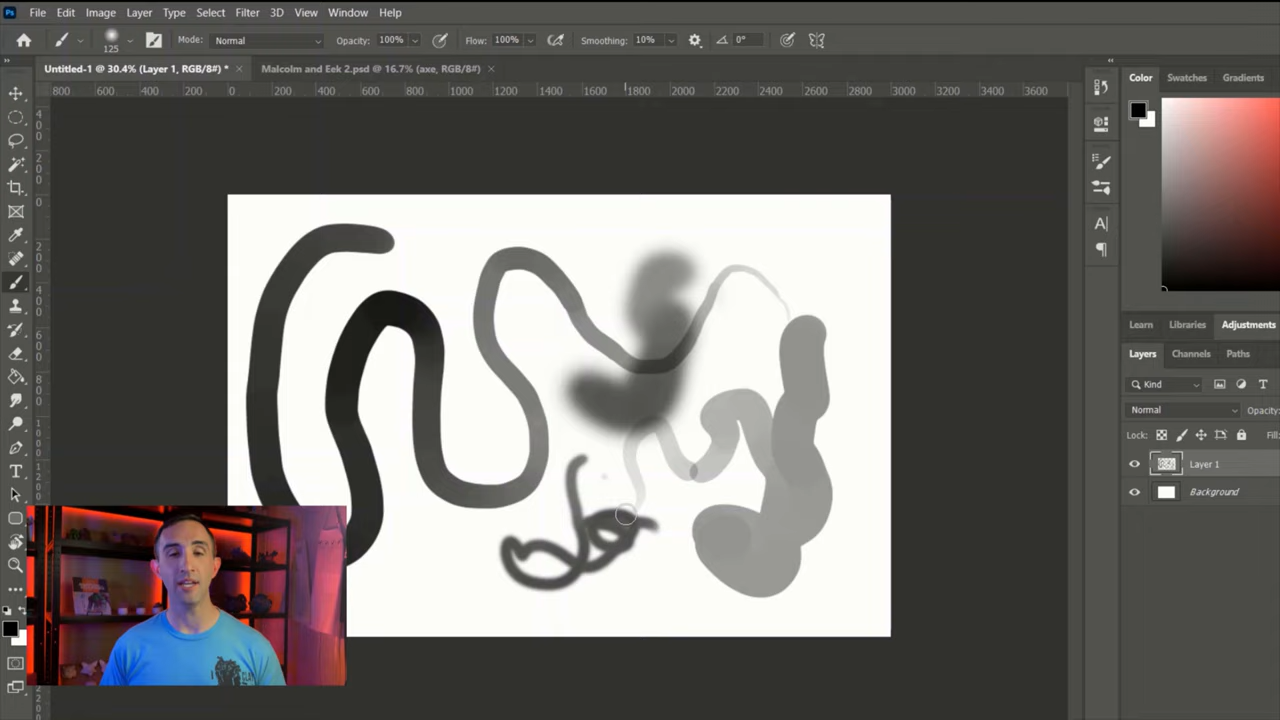 Ps File Edit Image Layer Type Select Filter 3D View Window Help
125 Mode: Normal Opacity: 100% Flow: 100% Smoothing: 10% 0°
Untitled-1 @ 30.4% (Layer 1, RGB/8#) * × Malcolm and Eek 2.psd @ 16.7% (axe, RGB/8#) ×
800 600 400 200 0 200 400 600 800 1000 1200 1400 1600 1800 2000 2200 2400 2600 2800 3000 3200 3400 3600
Color Swatches Gradients
Learn Libraries Adjustments
Layers Channels Paths
Kind
Normal Opacity:
Lock: Fill:
Layer 1
Background